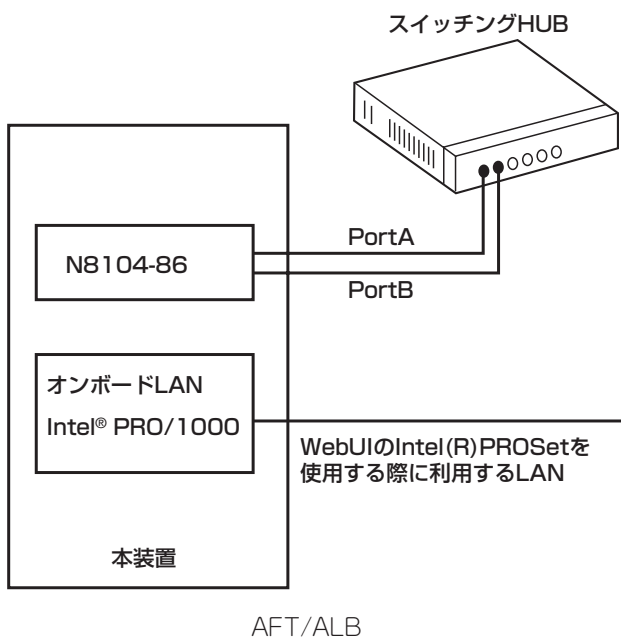 スイッチングHUB
PortA
N8104-86
PortB
オンボードLAN
Intel® PRO/1000
WebUIのIntel(R)PROSetを
使用する際に利用するLAN
本装置
AFT/ALB